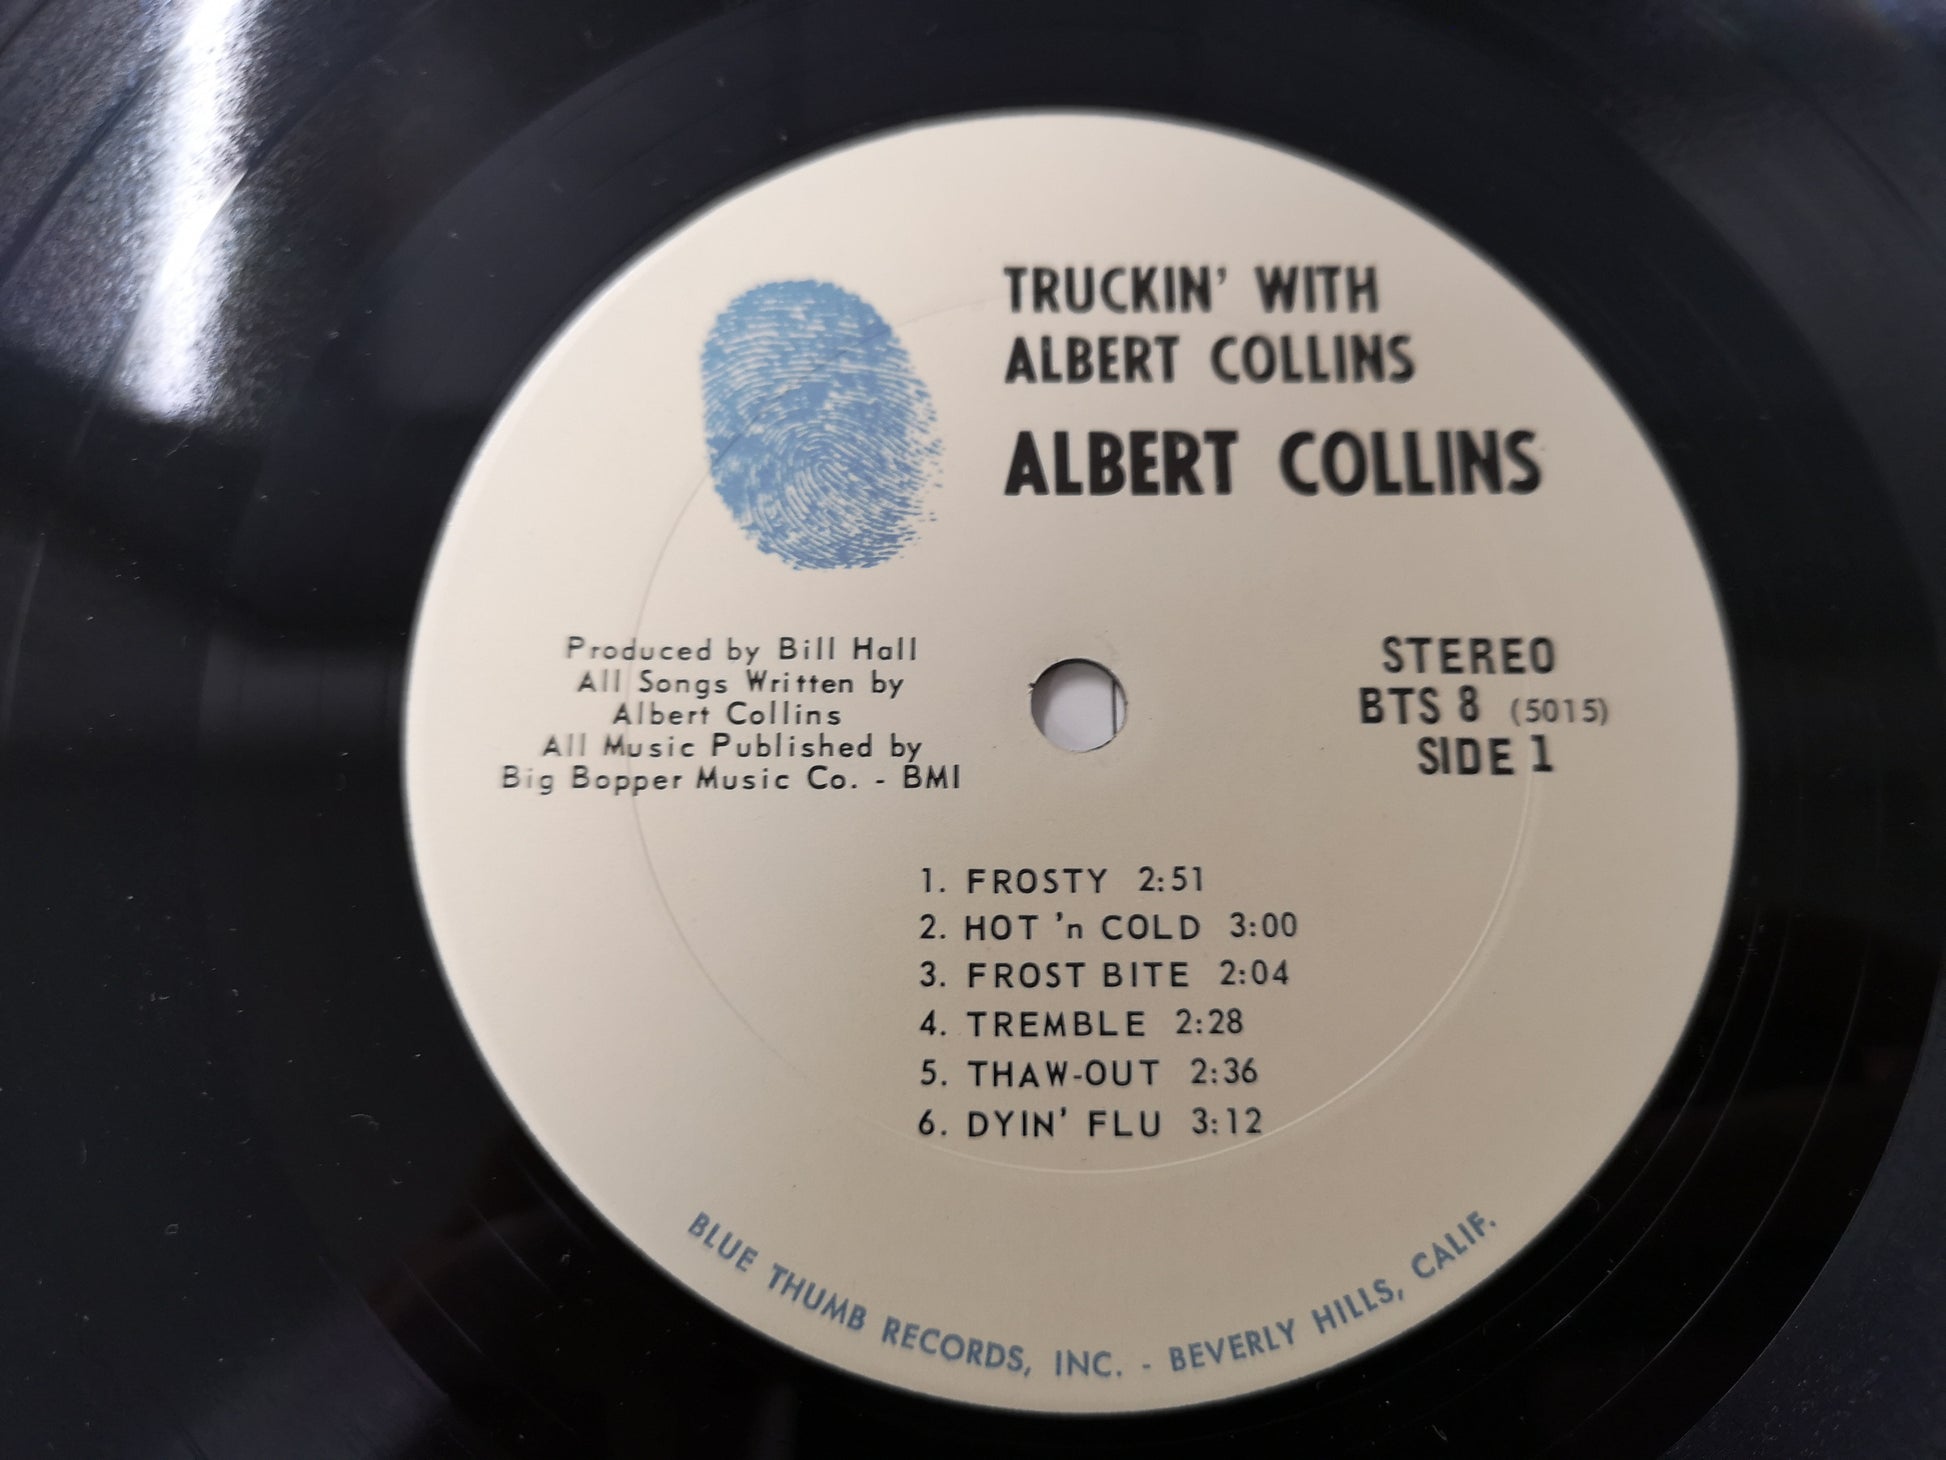 TRUCKIN' WITH
ALBERT COLLINS
ALBERT COLLINS
Produced by Bill Hall
All Songs Written by
Albert Collins
All Music Published by
Big Bopper Music Co. - BMI
STEREO
BTS 8 (5015)
SIDE 1
1. FROSTY 2:51
2. HOT 'n COLD 3:00
3. FROST BITE 2:04
4. TREMBLE 2:28
5. THAW-OUT 2:36
6. DYIN' FLU 3:12
BLUE THUMB RECORDS, INC. - BEVERLY HILLS, CALIF.